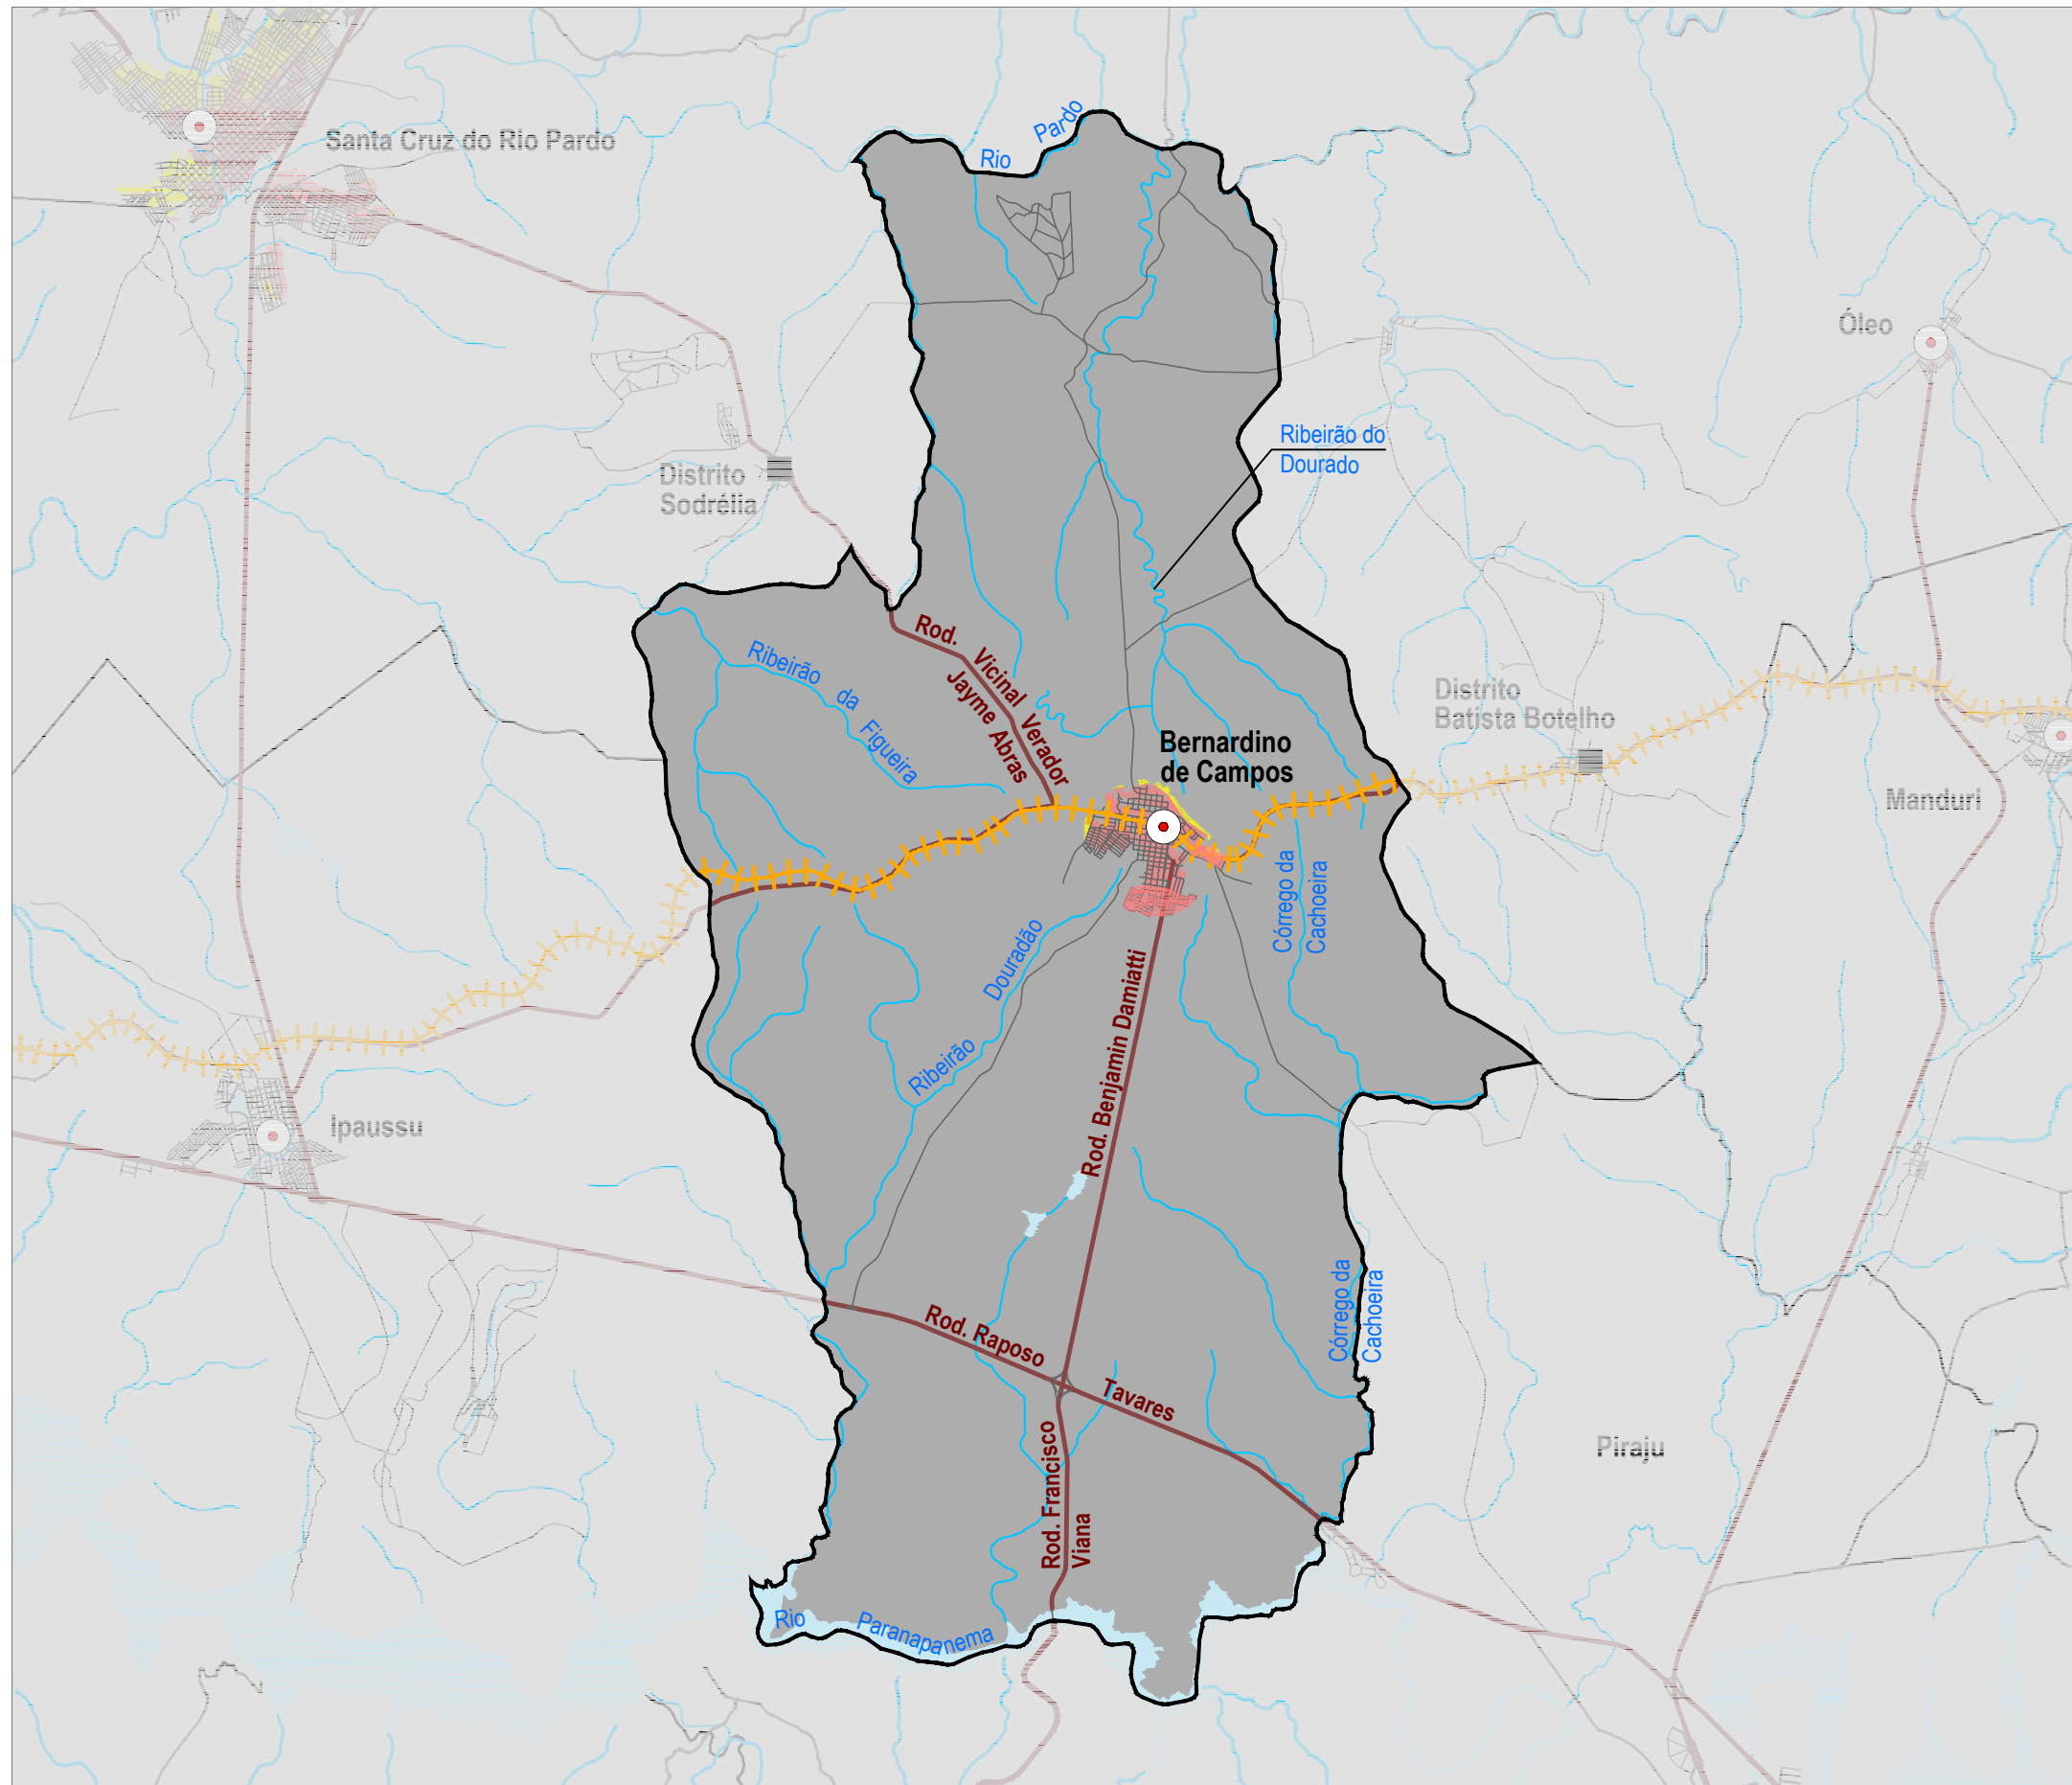 Santa Cruz do Rio Pardo
Rio Pardo
Óleo
Ribeirão do
Dourado
Distrito
Sodrélia
Rod. Vicinal Verador
Jayme Abras
Ribeirão da Figueira
Distrito
Batista Botelho
Bernardino
de Campos
Manduri
Córrego da
Cachoeira
Ribeirão Douradão
Rod. Benjamin Damiatti
Ipaussu
Córrego da
Cachoeira
Rod. Raposo Tavares
Rod. Francisco
Viana
Piraju
Rio Paranapanema